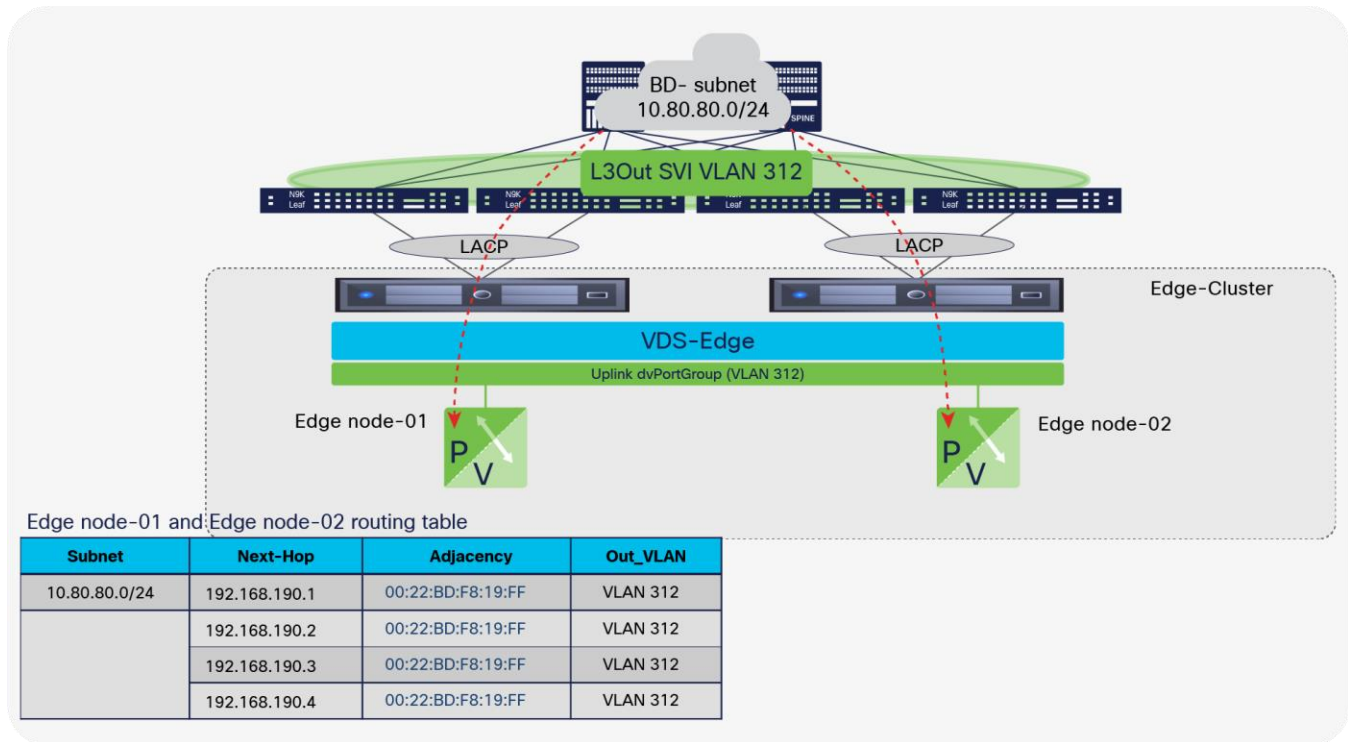 BD- subnet
10.80.80.0/24
SPINE
L3Out SVI VLAN 312
N9K
Leaf
N9K
Leaf
N9K
Leaf
N9K
Leaf
LACP
LACP
Edge-Cluster
VDS-Edge
Uplink dvPortGroup (VLAN 312)
Edge node-01
P
V
P
V
Edge node-02
Edge node-01 and Edge node-02 routing table
Subnet Next-Hop Adjacency Out_VLAN
10.80.80.0/24 192.168.190.1 00:22:BD:F8:19:FF VLAN 312
192.168.190.2 00:22:BD:F8:19:FF VLAN 312
192.168.190.3 00:22:BD:F8:19:FF VLAN 312
192.168.190.4 00:22:BD:F8:19:FF VLAN 312